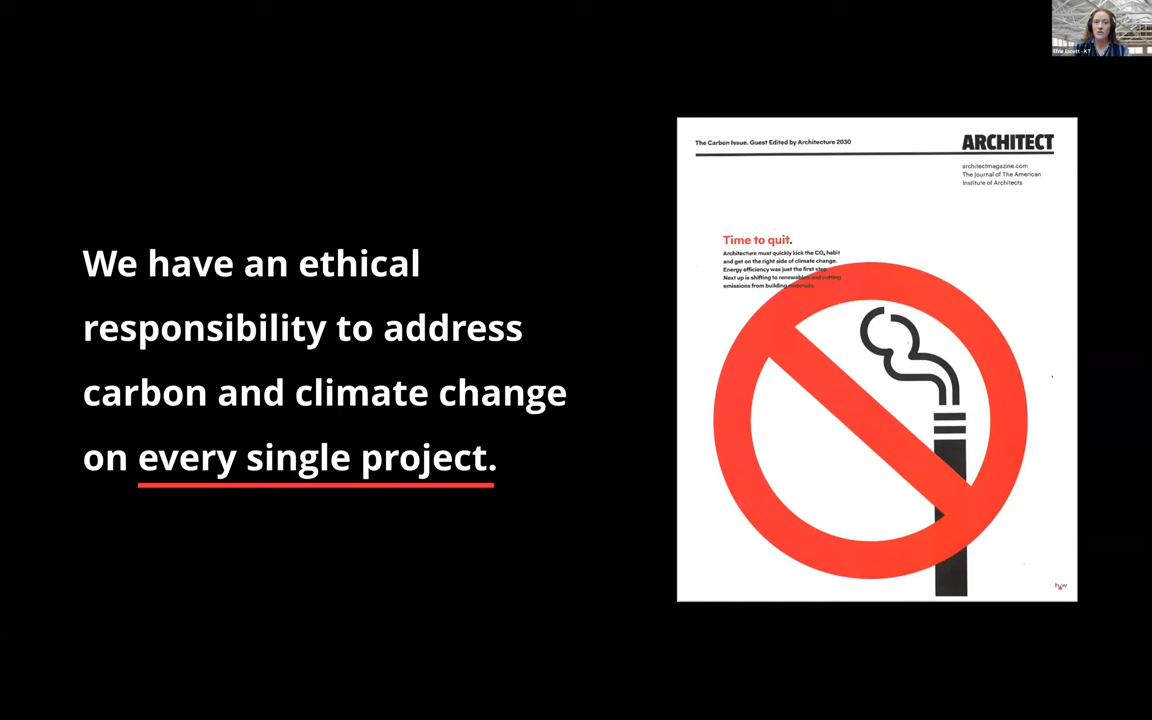 Efrie Escott - KT
We have an ethical
responsibility to address
carbon and climate change
on every single project.
The Carbon Issue. Guest Edited by Architecture 2030
ARCHITECT
architectmagazine.com
The Journal of The American
Institute of Architects
Time to quit.
Architecture must quickly kick the CO₂ habit
and get on the right side of climate change.
Energy efficiency was just the first step.
Next up is shifting to renewables and cutting
emissions from building materials.